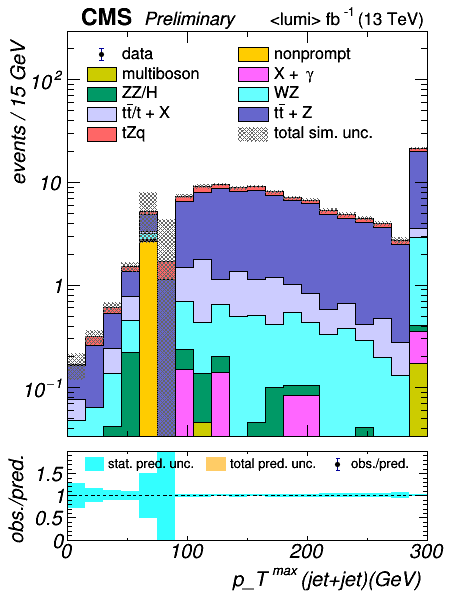 CMS Preliminary <lumi> fb⁻¹ (13 TeV)
events / 15 GeV
data
nonprompt
multiboson
X + γ
ZZ/H
WZ
tt̄/t + X
tt̄ + Z
tZq
total sim. unc.
10²
10
1
10⁻¹
obs./pred.
stat. pred. unc.
total pred. unc.
obs./pred.
1.5
1
0.5
0
0 100 200 300
p_T^max (jet+jet)(GeV)